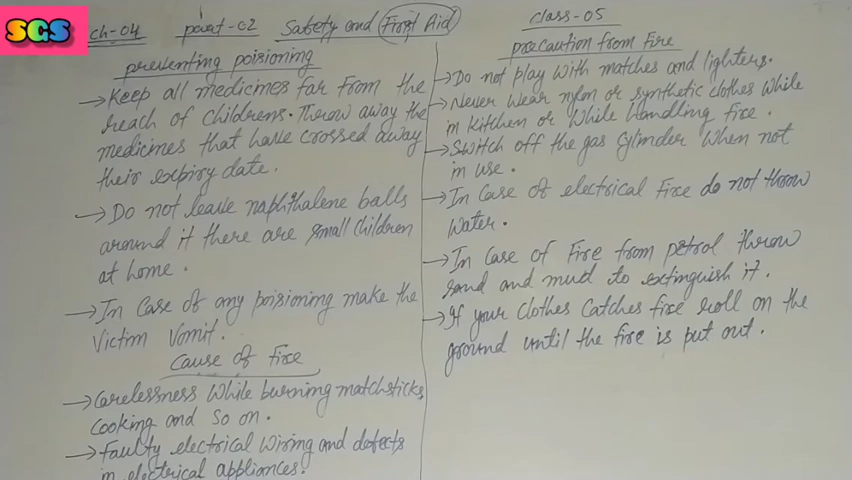 SGS
ch-04 part-02 Safety and First Aid
class-05
preventing poisioning
→ Keep all medicines far from the
reach of childrens. Throw away the
medicines that have crossed away
their expiry date.
→ Do not leave naphthalene balls
around if there are small children
at home.
→ In case of any poisioning make the
victim vomit.
Cause of fire
→ carelessness while burning matchsticks,
cooking and so on.
→ Faulty electrical wiring and defects
in electrical appliances.
precaution from fire
→ Do not play with matches and lighters.
→ Never wear nylon or synthetic clothes while
in kitchen or while handling fire.
→ Switch off the gas cylinder when not
in use.
→ In case of electrical fire do not throw
water.
→ In case of fire from petrol throw
sand and mud to extinguish it.
→ If your clothes catches fire roll on the
ground until the fire is put out.